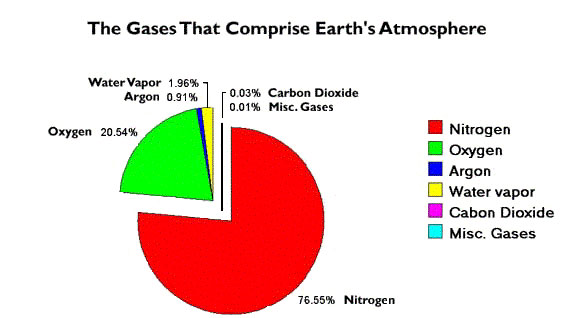 The Gases That Comprise Earth's Atmosphere
Water Vapor 1.96%
Argon 0.91%
0.03% Carbon Dioxide
0.01% Misc. Gases
Oxygen 20.54%
76.55% Nitrogen
Nitrogen
Oxygen
Argon
Water vapor
Cabon Dioxide
Misc. Gases